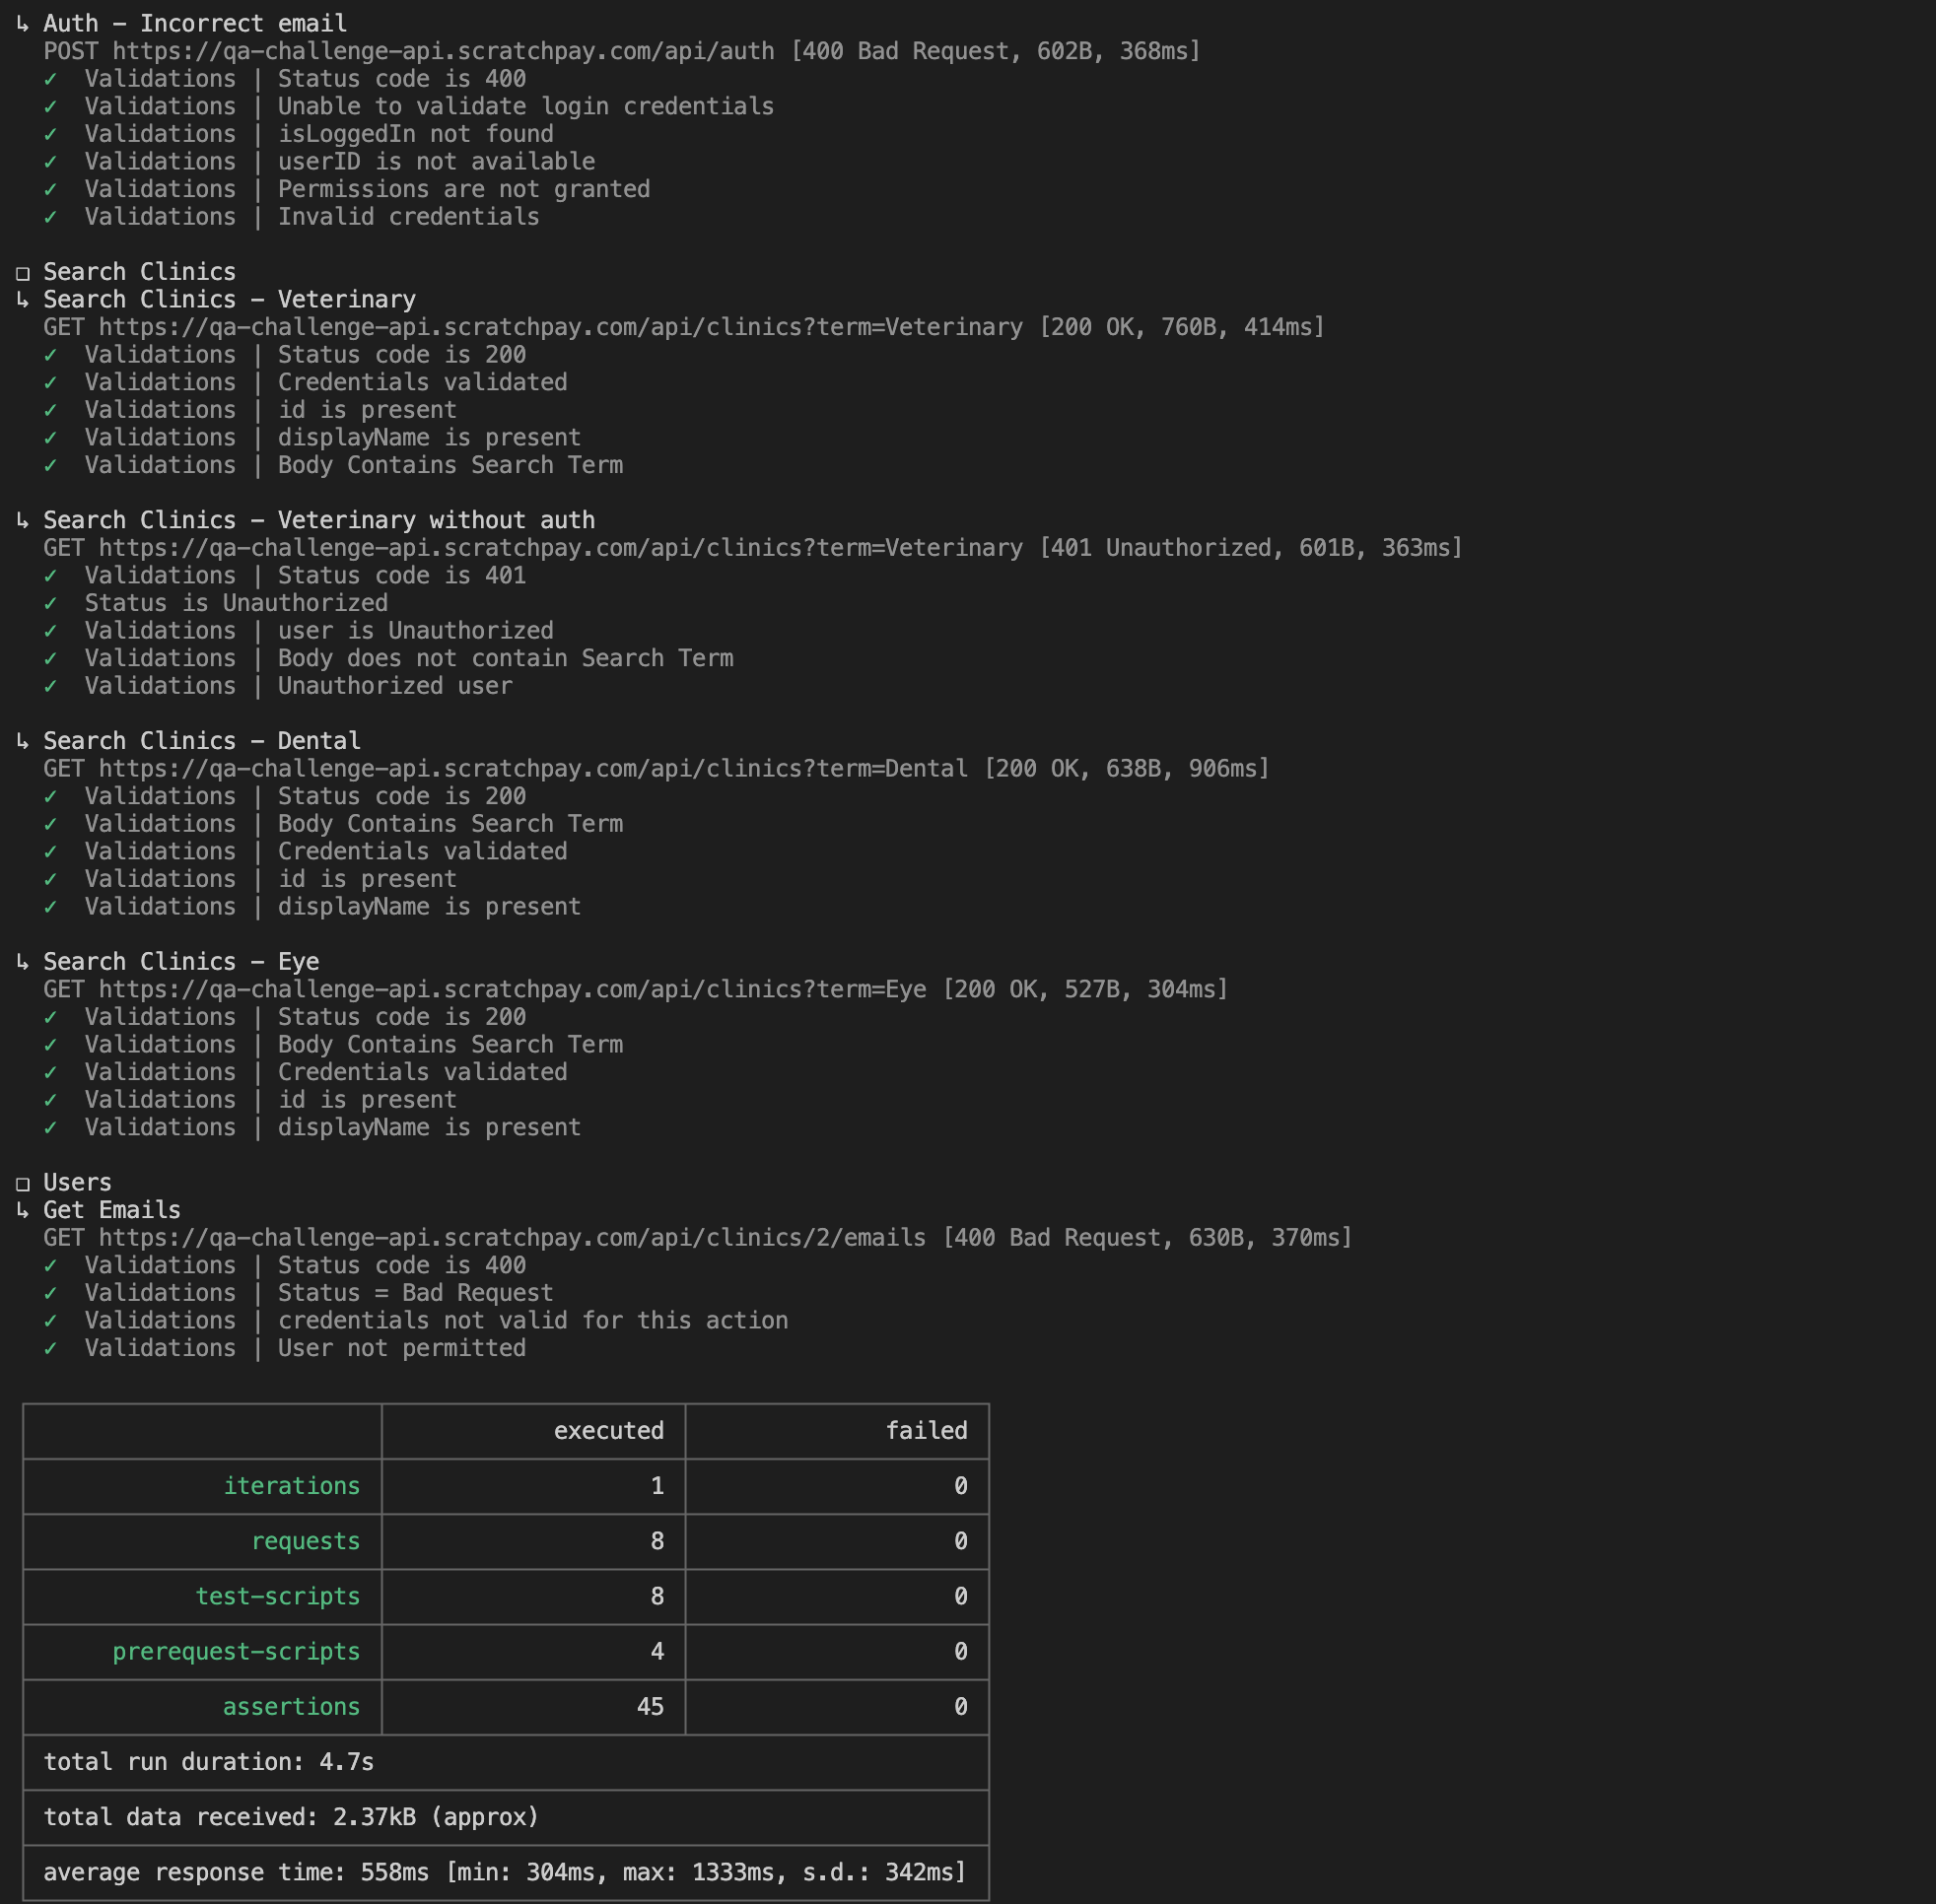 ↳ Auth - Incorrect email
POST https://qa-challenge-api.scratchpay.com/api/auth [400 Bad Request, 602B, 368ms]
✓ Validations | Status code is 400
✓ Validations | Unable to validate login credentials
✓ Validations | isLoggedIn not found
✓ Validations | userID is not available
✓ Validations | Permissions are not granted
✓ Validations | Invalid credentials
❏ Search Clinics
↳ Search Clinics - Veterinary
GET https://qa-challenge-api.scratchpay.com/api/clinics?term=Veterinary [200 OK, 760B, 414ms]
✓ Validations | Status code is 200
✓ Validations | Credentials validated
✓ Validations | id is present
✓ Validations | displayName is present
✓ Validations | Body Contains Search Term
↳ Search Clinics - Veterinary without auth
GET https://qa-challenge-api.scratchpay.com/api/clinics?term=Veterinary [401 Unauthorized, 601B, 363ms]
✓ Validations | Status code is 401
✓ Status is Unauthorized
✓ Validations | user is Unauthorized
✓ Validations | Body does not contain Search Term
✓ Validations | Unauthorized user
↳ Search Clinics - Dental
GET https://qa-challenge-api.scratchpay.com/api/clinics?term=Dental [200 OK, 638B, 906ms]
✓ Validations | Status code is 200
✓ Validations | Body Contains Search Term
✓ Validations | Credentials validated
✓ Validations | id is present
✓ Validations | displayName is present
↳ Search Clinics - Eye
GET https://qa-challenge-api.scratchpay.com/api/clinics?term=Eye [200 OK, 527B, 304ms]
✓ Validations | Status code is 200
✓ Validations | Body Contains Search Term
✓ Validations | Credentials validated
✓ Validations | id is present
✓ Validations | displayName is present
❏ Users
↳ Get Emails
GET https://qa-challenge-api.scratchpay.com/api/clinics/2/emails [400 Bad Request, 630B, 370ms]
✓ Validations | Status code is 400
✓ Validations | Status = Bad Request
✓ Validations | credentials not valid for this action
✓ Validations | User not permitted
executed failed
iterations 1 0
requests 8 0
test-scripts 8 0
prerequest-scripts 4 0
assertions 45 0
total run duration: 4.7s
total data received: 2.37kB (approx)
average response time: 558ms [min: 304ms, max: 1333ms, s.d.: 342ms]